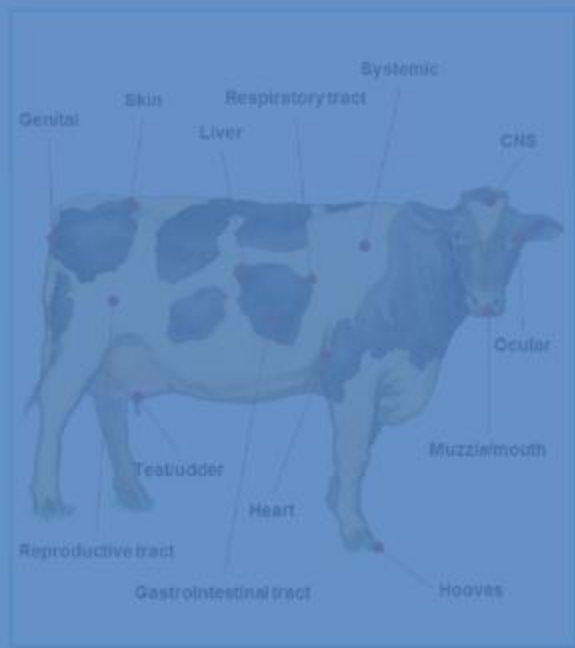 Systemic
Respiratory tract
Skin
Genital
Liver
CNS
Ocular
Muzzle/mouth
Teat/udder
Heart
Reproductive tract
Gastrointestinal tract
Hooves